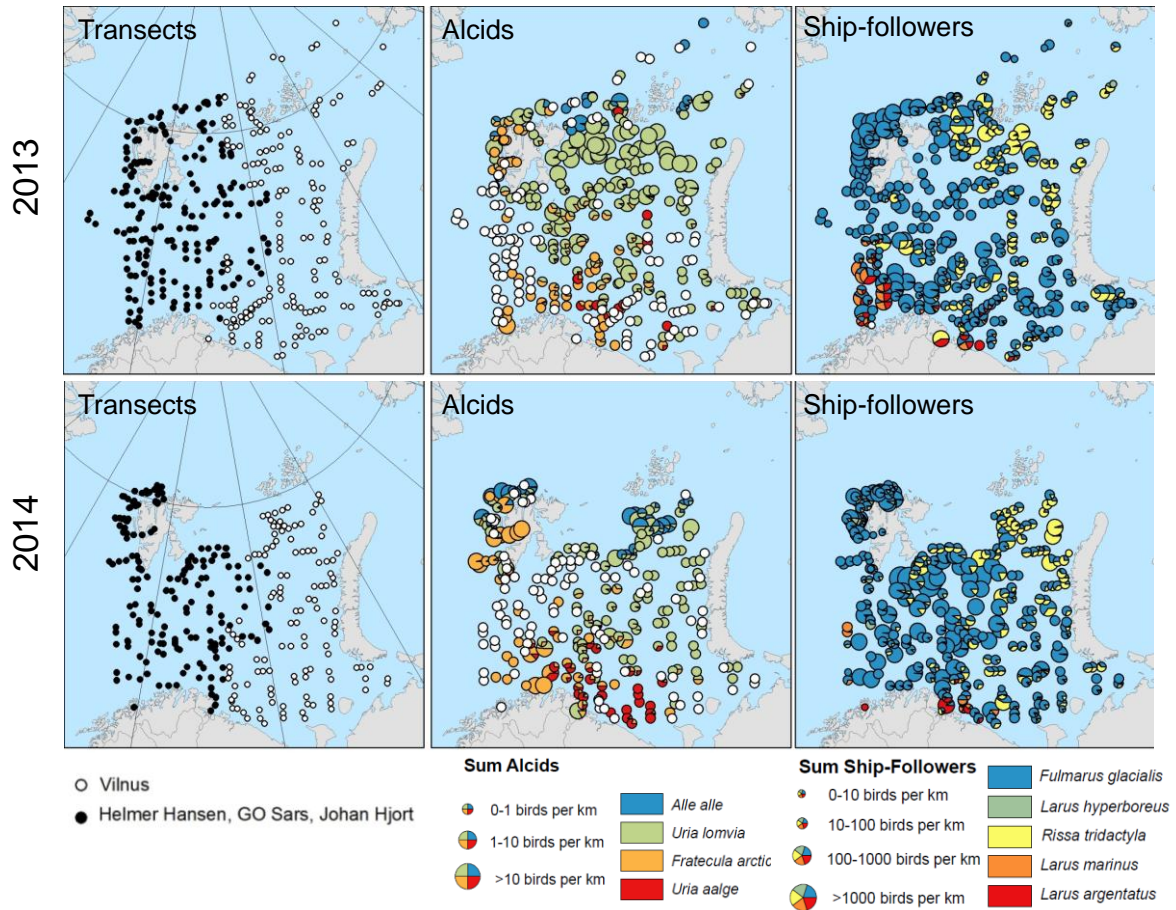 Transects
Alcids
Ship-followers
2013
Transects
Alcids
Ship-followers
2014
Vilnus
Helmer Hansen, GO Sars, Johan Hjort
Sum Alcids
0-1 birds per km
1-10 birds per km
>10 birds per km
Alle alle
Uria lomvia
Fratecula arctic
Uria aalge
Sum Ship-Followers
0-10 birds per km
10-100 birds per km
100-1000 birds per km
>1000 birds per km
Fulmarus glacialis
Larus hyperboreus
Rissa tridactyla
Larus marinus
Larus argentatus